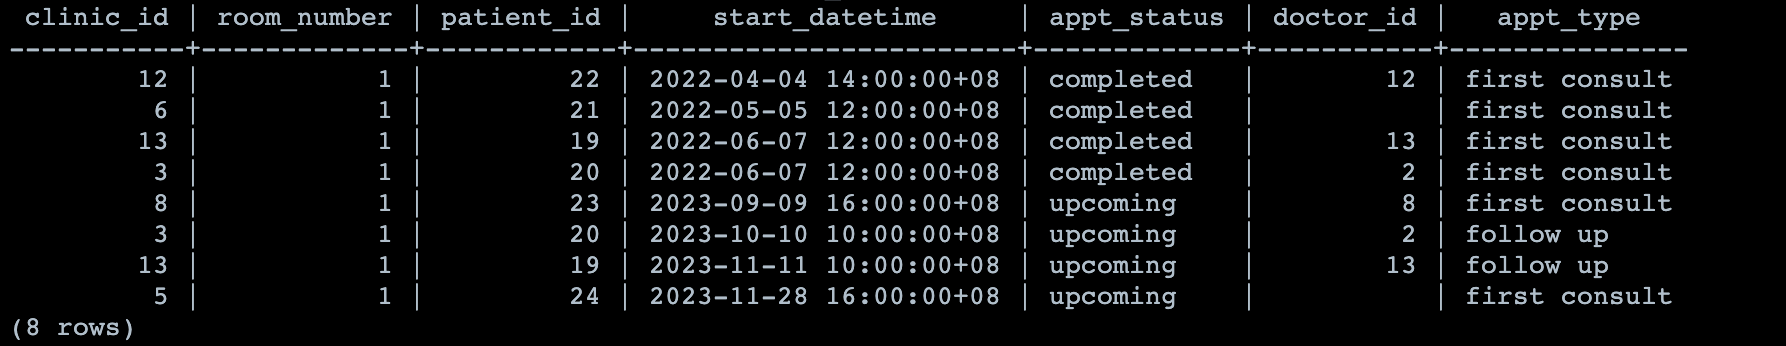 clinic_id | room_number | patient_id |     start_datetime     | appt_status | doctor_id |   appt_type
-----------+-------------+------------+------------------------+-------------+-----------+---------------
        12 |           1 |         22 | 2022-04-04 14:00:00+08 | completed   |        12 | first consult
         6 |           1 |         21 | 2022-05-05 12:00:00+08 | completed   |           | first consult
        13 |           1 |         19 | 2022-06-07 12:00:00+08 | completed   |        13 | first consult
         3 |           1 |         20 | 2022-06-07 12:00:00+08 | completed   |         2 | first consult
         8 |           1 |         23 | 2023-09-09 16:00:00+08 | upcoming    |         8 | first consult
         3 |           1 |         20 | 2023-10-10 10:00:00+08 | upcoming    |         2 | follow up
        13 |           1 |         19 | 2023-11-11 10:00:00+08 | upcoming    |        13 | follow up
         5 |           1 |         24 | 2023-11-28 16:00:00+08 | upcoming    |           | first consult
(8 rows)